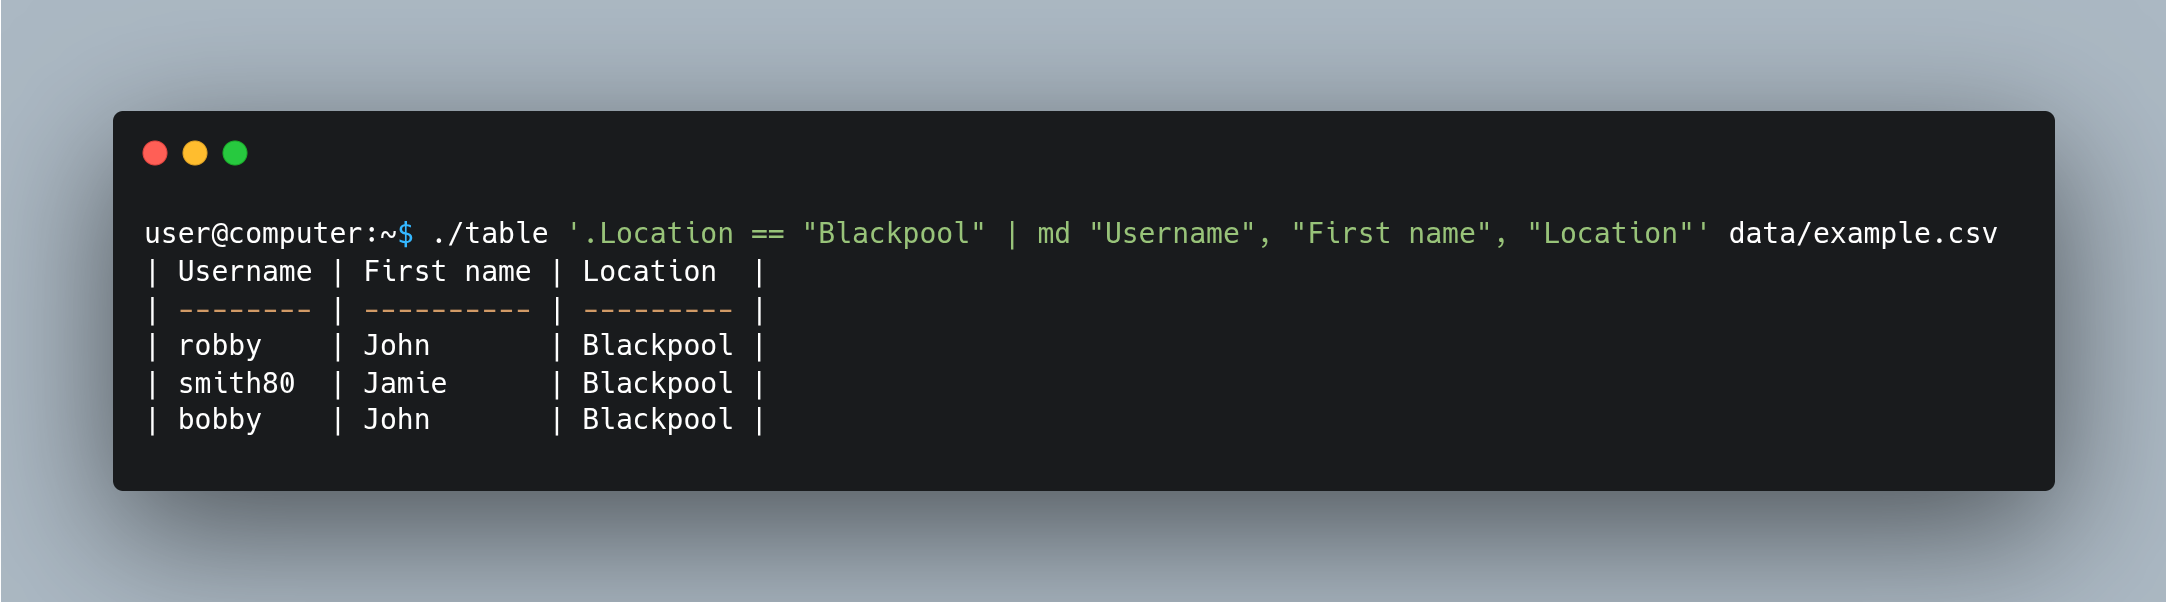 user@computer:~$ ./table '.Location == "Blackpool" | md "Username", "First name", "Location"' data/example.csv
| Username | First name | Location  |
| -------- | ---------- | --------- |
| robby    | John       | Blackpool |
| smith80  | Jamie      | Blackpool |
| bobby    | John       | Blackpool |